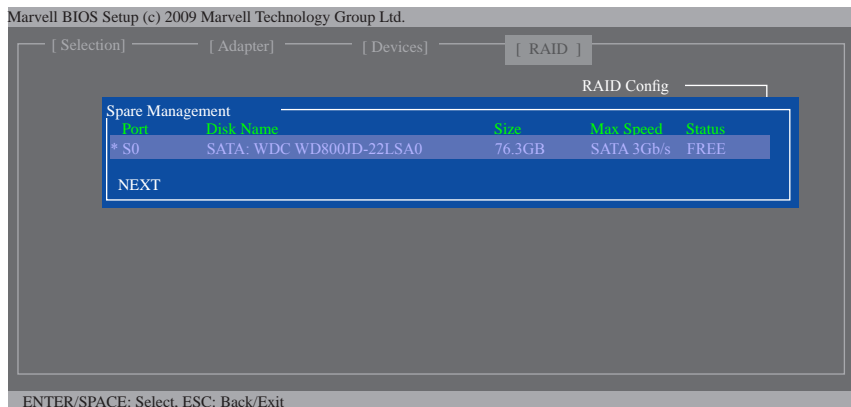 Marvell BIOS Setup (c) 2009 Marvell Technology Group Ltd.
[ Selection] [ Adapter] [ Devices] [ RAID ]
RAID Config
Spare Management
Port Disk Name Size Max Speed Status
* S0 SATA: WDC WD800JD-22LSA0 76.3GB SATA 3Gb/s FREE
NEXT
ENTER/SPACE: Select, ESC: Back/Exit